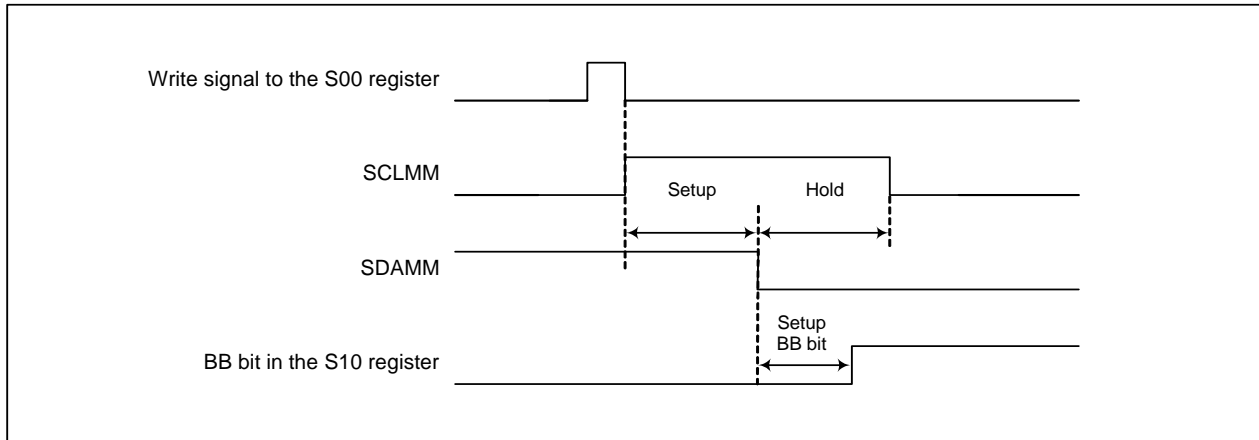 Write signal to the S00 register
SCLMM
Setup
Hold
SDAMM
Setup
BB bit
BB bit in the S10 register